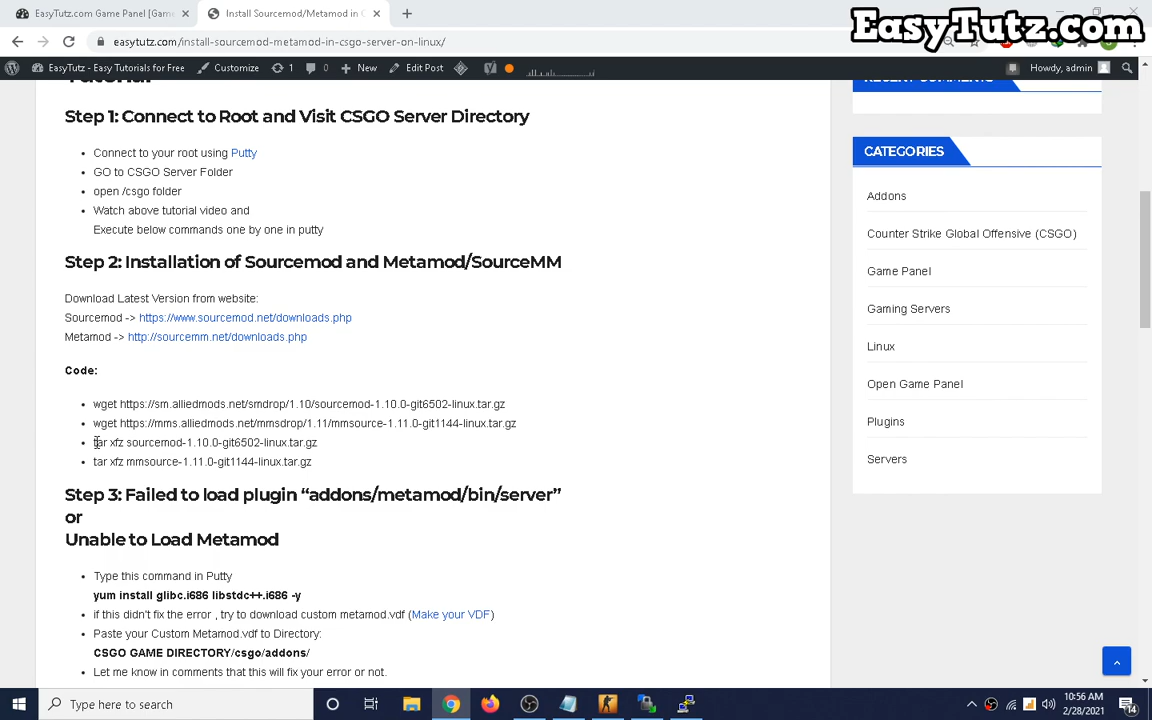 EasyTutz.com Game Panel [Game
Install Sourcemod/Metamod in C
EasyTutz.com
easytutz.com/install-sourcemod-metamod-in-csgo-server-on-linux/
EasyTutz - Easy Tutorials for Free
Customize
1
0
New
Edit Post
Howdy, admin
Tutorial
Step 1: Connect to Root and Visit CSGO Server Directory
Connect to your root using Putty
GO to CSGO Server Folder
open /csgo folder
Watch above tutorial video and
Execute below commands one by one in putty
Step 2: Installation of Sourcemod and Metamod/SourceMM
Download Latest Version from website:
Sourcemod -> https://www.sourcemod.net/downloads.php
Metamod -> http://sourcemm.net/downloads.php
Code:
wget https://sm.alliedmods.net/smdrop/1.10/sourcemod-1.10.0-git6502-linux.tar.gz
wget https://mms.alliedmods.net/mmsdrop/1.11/mmsource-1.11.0-git1144-linux.tar.gz
tar xfz sourcemod-1.10.0-git6502-linux.tar.gz
tar xfz mmsource-1.11.0-git1144-linux.tar.gz
Step 3: Failed to load plugin “addons/metamod/bin/server”
or
Unable to Load Metamod
Type this command in Putty
yum install glibc.i686 libstdc++.i686 -y
if this didn't fix the error , try to download custom metamod.vdf (Make your VDF)
Paste your Custom Metamod.vdf to Directory:
CSGO GAME DIRECTORY/csgo/addons/
Let me know in comments that this will fix your error or not.
RECENT COMMENTS
CATEGORIES
Addons
Counter Strike Global Offensive (CSGO)
Game Panel
Gaming Servers
Linux
Open Game Panel
Plugins
Servers
Type here to search
10:56 AM
2/28/2021
14